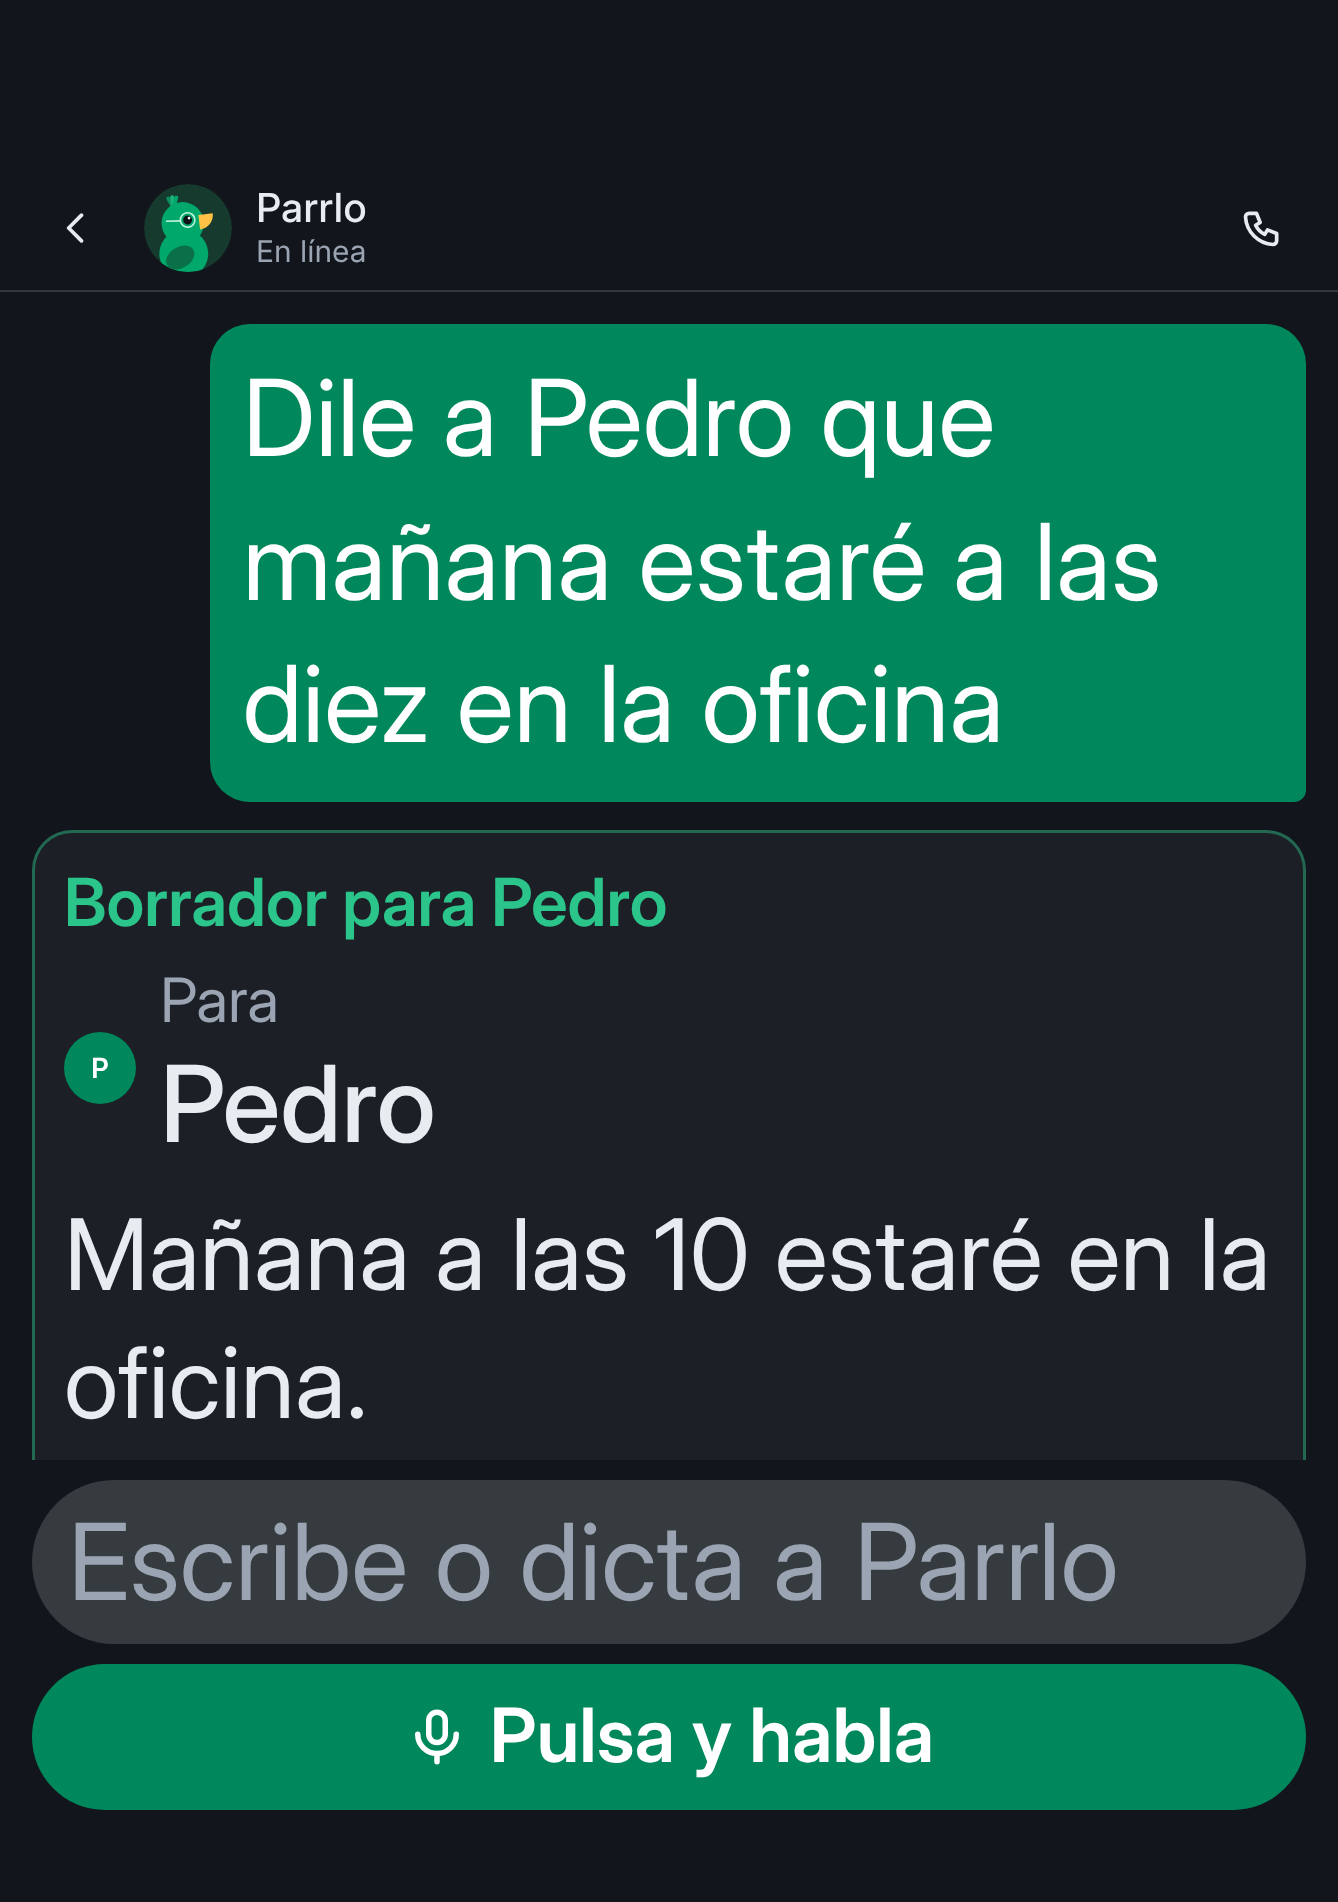 Parrlo
En línea
Dile a Pedro que
mañana estaré a las
diez en la oficina
Borrador para Pedro
Para
P
Pedro
Mañana a las 10 estaré en la
oficina.
Escribe o dicta a Parrlo
Pulsa y habla